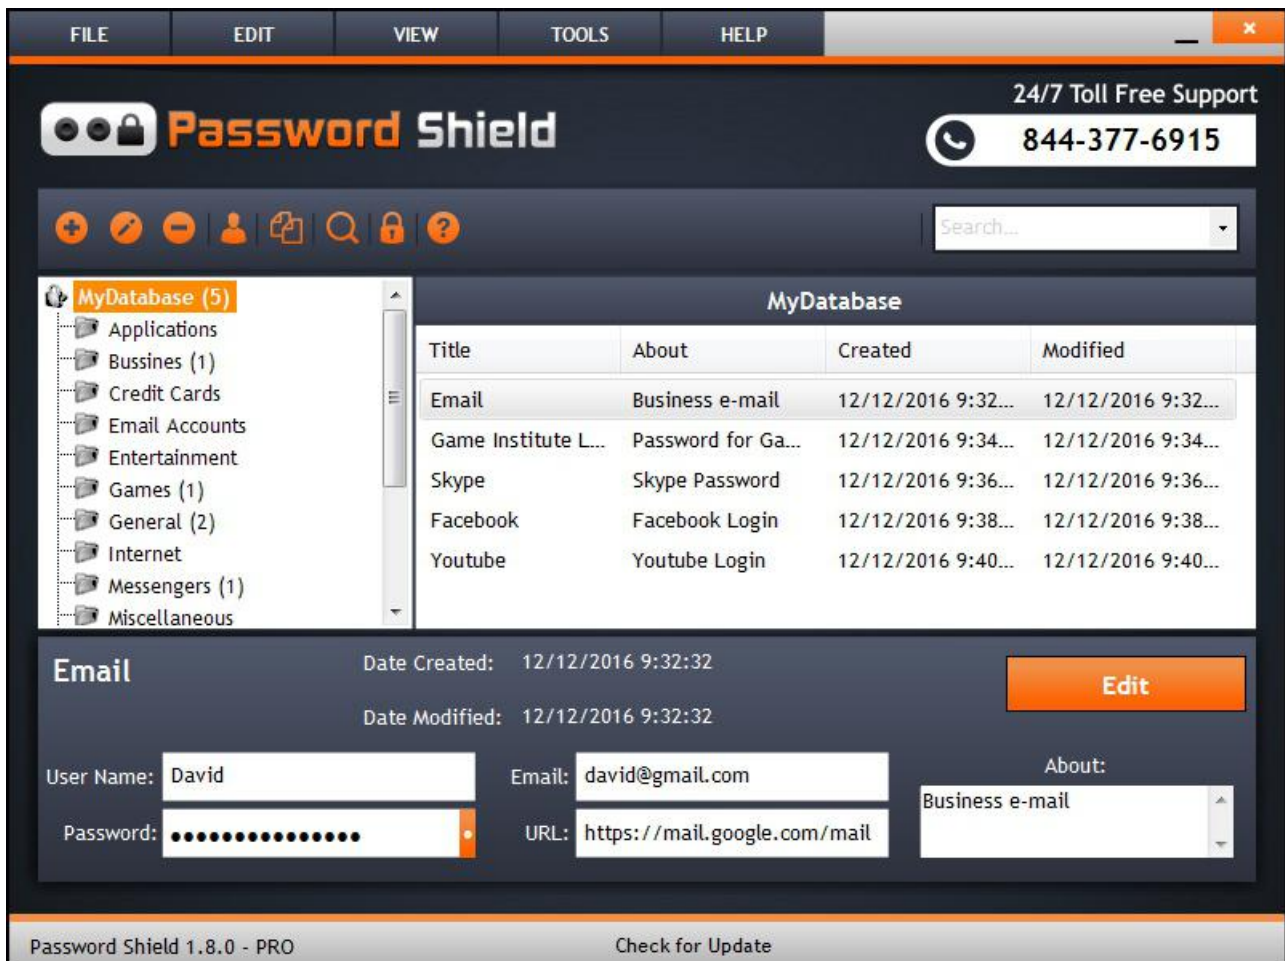 FILE EDIT VIEW TOOLS HELP
24/7 Toll Free Support
Password Shield
844-377-6915
Search...
MyDatabase (5)
Applications
Bussines (1)
Credit Cards
Email Accounts
Entertainment
Games (1)
General (2)
Internet
Messengers (1)
Miscellaneous
MyDatabase
Title About Created Modified
Email Business e-mail 12/12/2016 9:32... 12/12/2016 9:32...
Game Institute L... Password for Ga... 12/12/2016 9:34... 12/12/2016 9:34...
Skype Skype Password 12/12/2016 9:36... 12/12/2016 9:36...
Facebook Facebook Login 12/12/2016 9:38... 12/12/2016 9:38...
Youtube Youtube Login 12/12/2016 9:40... 12/12/2016 9:40...
Email
Date Created: 12/12/2016 9:32:32
Date Modified: 12/12/2016 9:32:32
Edit
User Name: David
Email: david@gmail.com
About:
Business e-mail
Password: ●●●●●●●●●●●●●●●
URL: https://mail.google.com/mail
Password Shield 1.8.0 - PRO
Check for Update